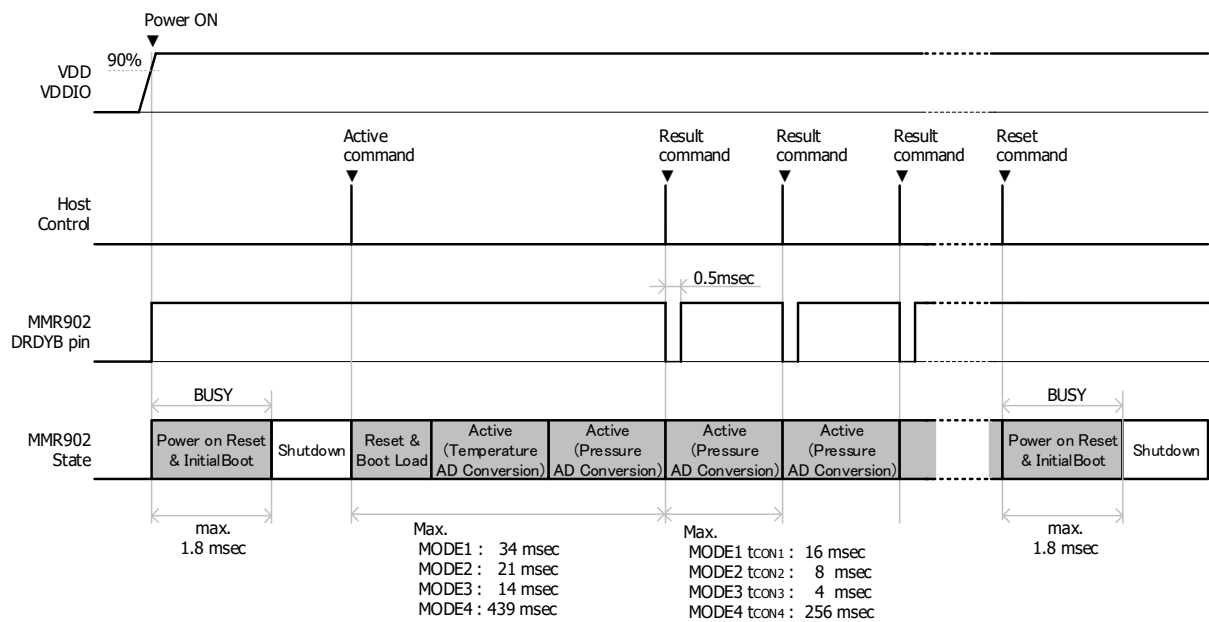 Power ON
90%
VDD
VDDIO
Active
command
Result
command
Result
command
Result
command
Reset
command
Host
Control
0.5msec
MMR902
DRDYB pin
BUSY
BUSY
MMR902
State
Power on Reset
& InitialBoot
Shutdown
Reset &
Boot Load
Active
(Temperature
AD Conversion)
Active
(Pressure
AD Conversion)
Active
(Pressure
AD Conversion)
Active
(Pressure
AD Conversion)
Power on Reset
& InitialBoot
Shutdown
max.
1.8 msec
Max.
MODE1 : 34 msec
MODE2 : 21 msec
MODE3 : 14 msec
MODE4 : 439 msec
Max.
MODE1 tCON1 : 16 msec
MODE2 tCON2 : 8 msec
MODE3 tCON3 : 4 msec
MODE4 tCON4 : 256 msec
max.
1.8 msec